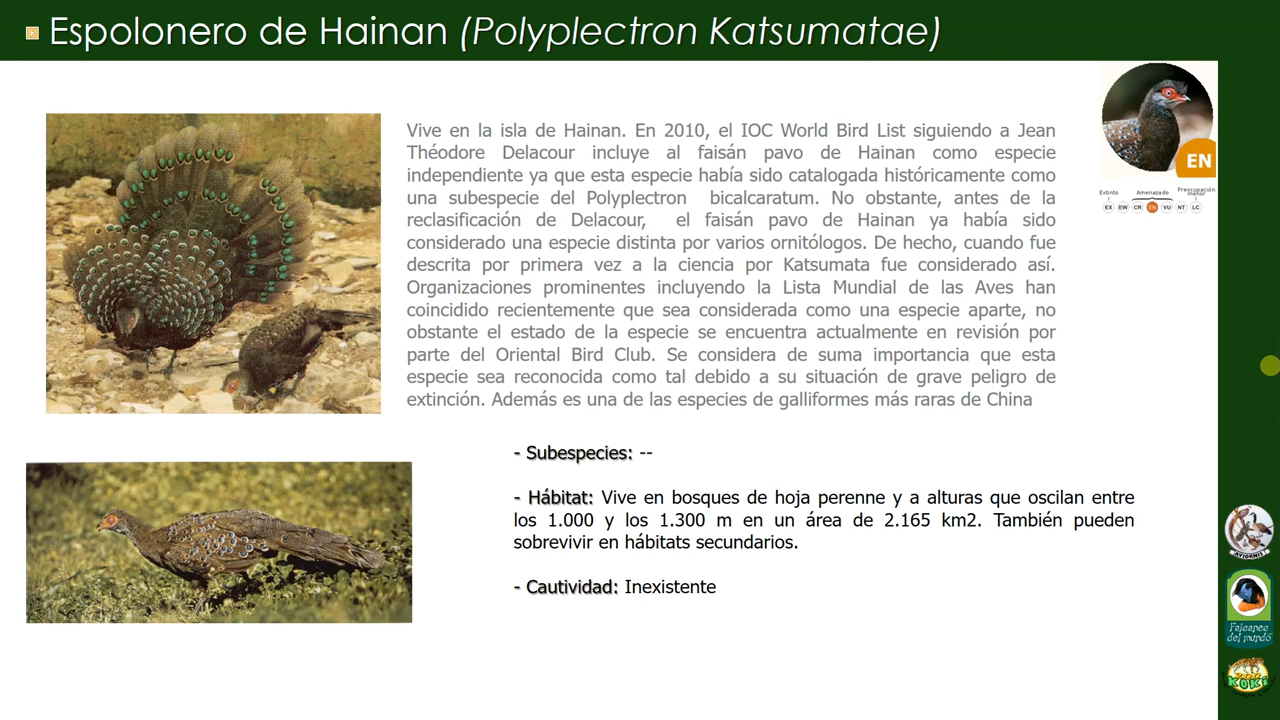 Espolonero de Hainan (Polyplectron Katsumatae)
Vive en la isla de Hainan. En 2010, el IOC World Bird List siguiendo a Jean
Théodore Delacour incluye al faisán pavo de Hainan como especie
independiente ya que esta especie había sido catalogada históricamente como
una subespecie del Polyplectron bicalcaratum. No obstante, antes de la
reclasificación de Delacour, el faisán pavo de Hainan ya había sido
considerado una especie distinta por varios ornitólogos. De hecho, cuando fue
descrita por primera vez a la ciencia por Katsumata fue considerado así.
Organizaciones prominentes incluyendo la Lista Mundial de las Aves han
coincidido recientemente que sea considerada como una especie aparte, no
obstante el estado de la especie se encuentra actualmente en revisión por
parte del Oriental Bird Club. Se considera de suma importancia que esta
especie sea reconocida como tal debido a su situación de grave peligro de
extinción. Además es una de las especies de galliformes más raras de China
EN
Extinto Amenazado Preocupación menor
EX EW CR EN VU NT LC
- Subespecies: --
- Hábitat: Vive en bosques de hoja perenne y a alturas que oscilan entre
los 1.000 y los 1.300 m en un área de 2.165 km2. También pueden
sobrevivir en hábitats secundarios.
- Cautividad: Inexistente
AVIORNIS
Faisanes
del mundo
ZOO
KOKI